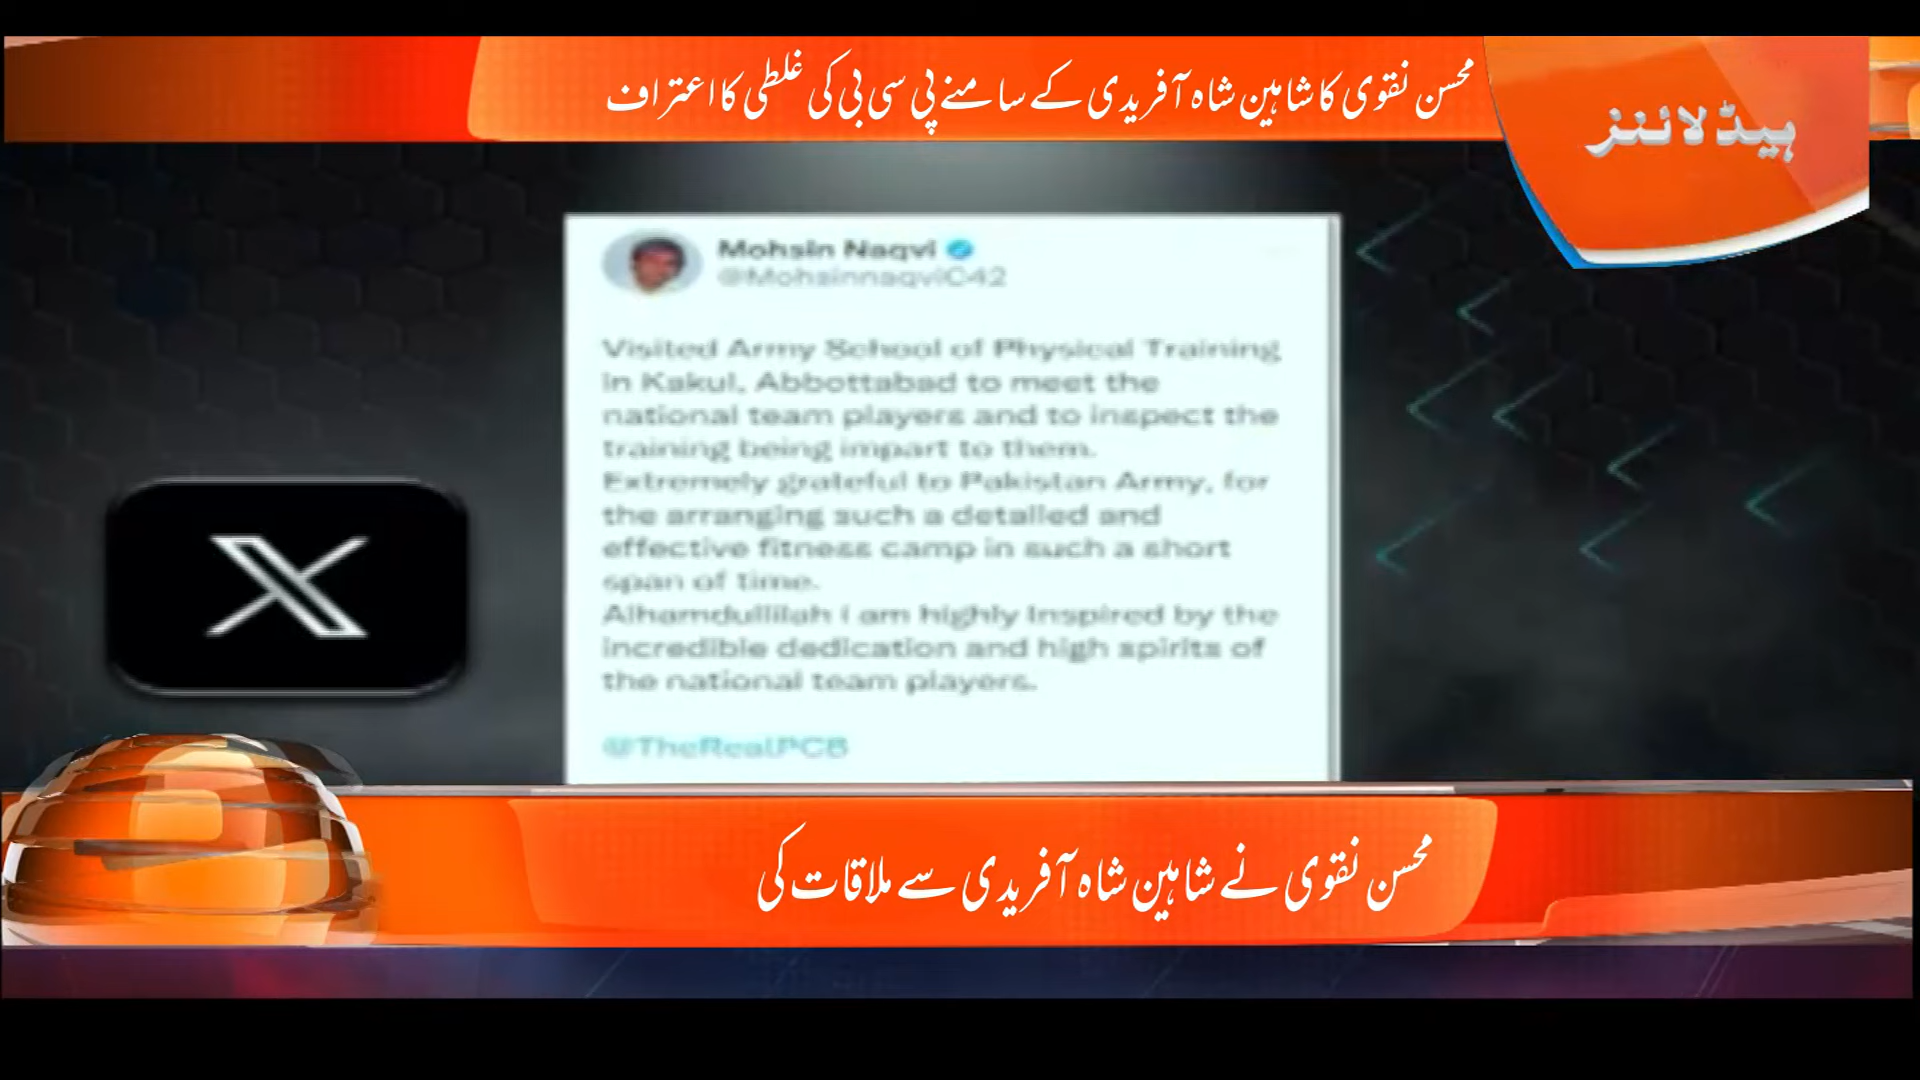 محسن نقوی کا شاہین شاہ آفریدی کے سامنے پی سی بی کی غلطی کا اعتراف
ہیڈلائنز
Mohsin Naqvi
@MohsinnaqviC42
Visited Army School of Physical Training
in Kakul, Abbottabad to meet the
national team players and to inspect the
training being impart to them.
Extremely grateful to Pakistan Army, for
the arranging such a detailed and
effective fitness camp in such a short
span of time.
Alhamdullilah i am highly Inspired by the
incredible dedication and high spirits of
the national team players.
@TheRealPCB
محسن نقوی نے شاہین شاہ آفریدی سے ملاقات کی